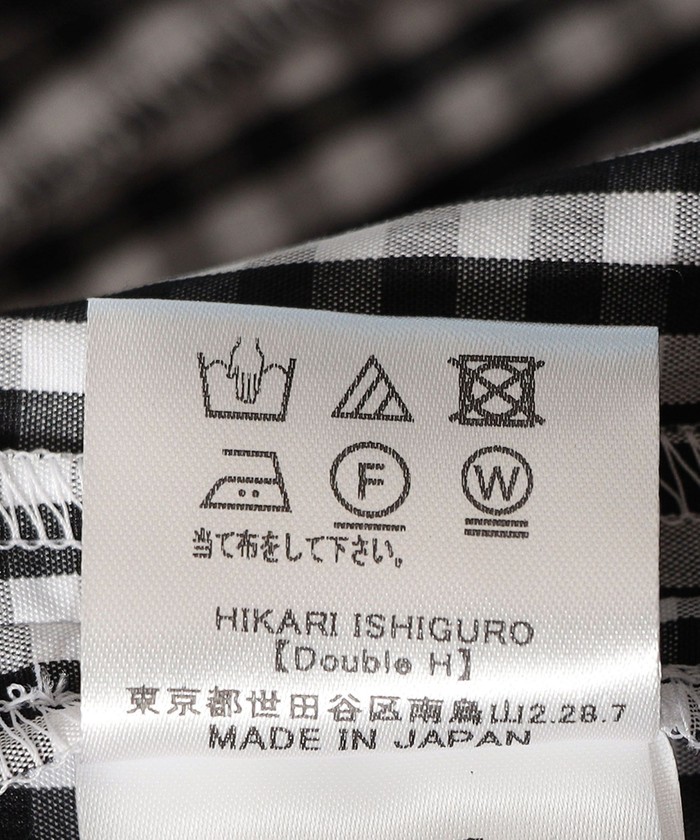 F W
当て布をして下さい。
HIKARI ISHIGURO
【Double H】
東京都世田谷区南烏山2.28.7
MADE IN JAPAN